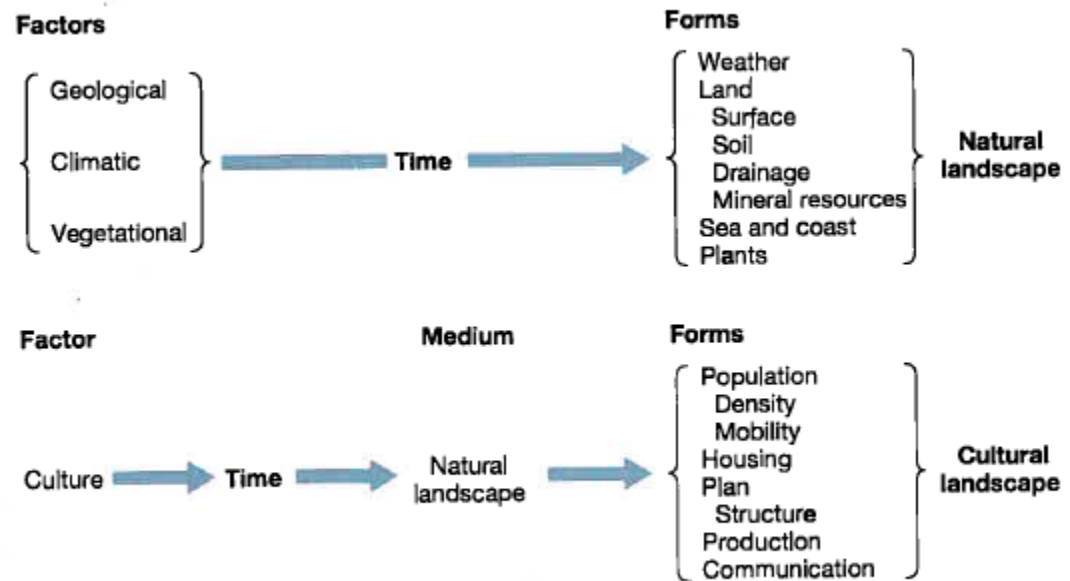 Factors
Geological
Climatic
Vegetational
Time
Forms
Weather
Land
Surface
Soil
Drainage
Mineral resources
Sea and coast
Plants
Natural
landscape
Factor
Culture
Time
Medium
Natural
landscape
Forms
Population
Density
Mobility
Housing
Plan
Structure
Production
Communication
Cultural
landscape